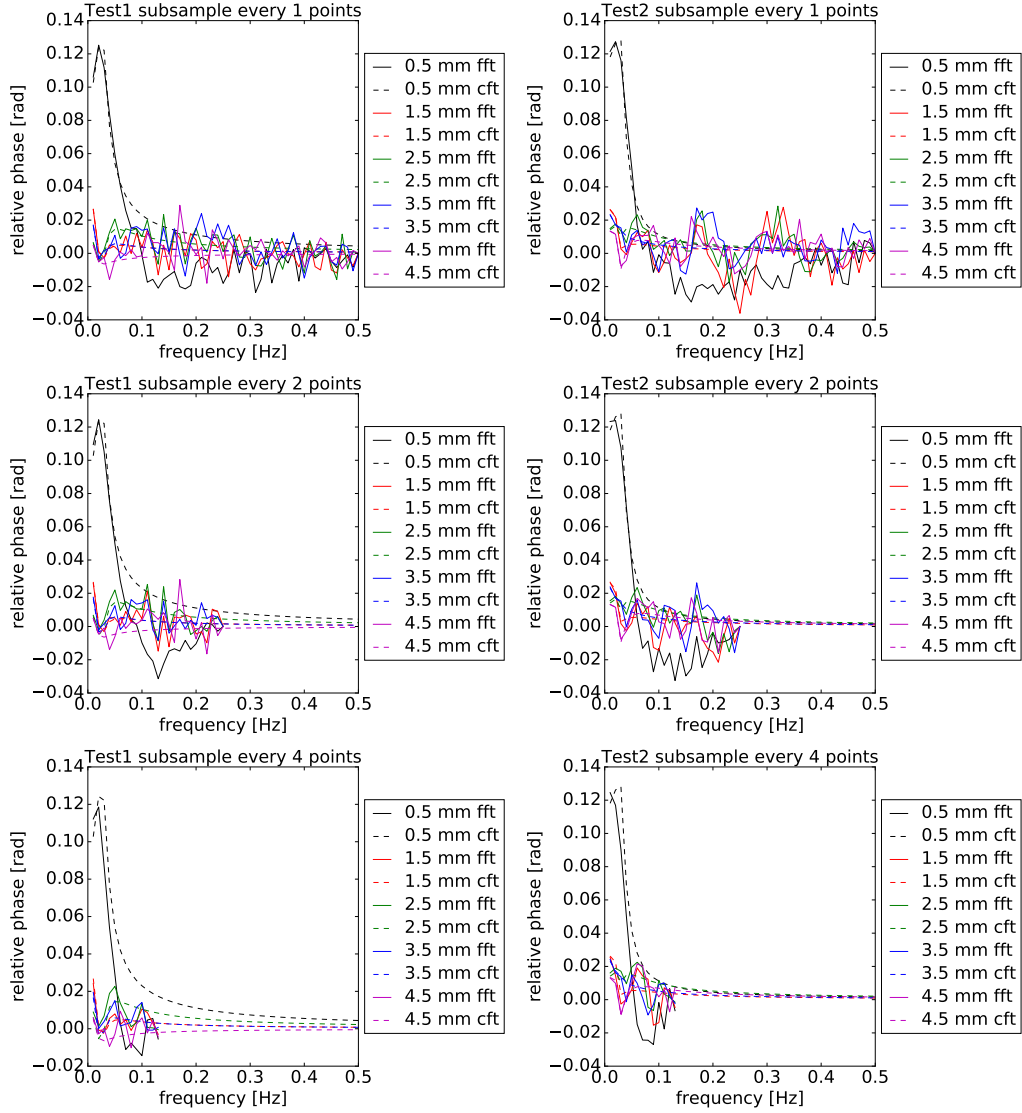 Test1 subsample every 1 points
0.14
0.12
0.10
0.08
0.06
0.04
0.02
0.00
−0.02
−0.04
relative phase [rad]
0.0 0.1 0.2 0.3 0.4 0.5
frequency [Hz]
0.5 mm fft
0.5 mm cft
1.5 mm fft
1.5 mm cft
2.5 mm fft
2.5 mm cft
3.5 mm fft
3.5 mm cft
4.5 mm fft
4.5 mm cft
Test2 subsample every 1 points
0.14
0.12
0.10
0.08
0.06
0.04
0.02
0.00
−0.02
−0.04
relative phase [rad]
0.0 0.1 0.2 0.3 0.4 0.5
frequency [Hz]
0.5 mm fft
0.5 mm cft
1.5 mm fft
1.5 mm cft
2.5 mm fft
2.5 mm cft
3.5 mm fft
3.5 mm cft
4.5 mm fft
4.5 mm cft
Test1 subsample every 2 points
0.14
0.12
0.10
0.08
0.06
0.04
0.02
0.00
−0.02
−0.04
relative phase [rad]
0.0 0.1 0.2 0.3 0.4 0.5
frequency [Hz]
0.5 mm fft
0.5 mm cft
1.5 mm fft
1.5 mm cft
2.5 mm fft
2.5 mm cft
3.5 mm fft
3.5 mm cft
4.5 mm fft
4.5 mm cft
Test2 subsample every 2 points
0.14
0.12
0.10
0.08
0.06
0.04
0.02
0.00
−0.02
−0.04
relative phase [rad]
0.0 0.1 0.2 0.3 0.4 0.5
frequency [Hz]
0.5 mm fft
0.5 mm cft
1.5 mm fft
1.5 mm cft
2.5 mm fft
2.5 mm cft
3.5 mm fft
3.5 mm cft
4.5 mm fft
4.5 mm cft
Test1 subsample every 4 points
0.14
0.12
0.10
0.08
0.06
0.04
0.02
0.00
−0.02
relative phase [rad]
0.0 0.1 0.2 0.3 0.4 0.5
frequency [Hz]
0.5 mm fft
0.5 mm cft
1.5 mm fft
1.5 mm cft
2.5 mm fft
2.5 mm cft
3.5 mm fft
3.5 mm cft
4.5 mm fft
4.5 mm cft
Test2 subsample every 4 points
0.14
0.12
0.10
0.08
0.06
0.04
0.02
0.00
−0.02
−0.04
relative phase [rad]
0.0 0.1 0.2 0.3 0.4 0.5
frequency [Hz]
0.5 mm fft
0.5 mm cft
1.5 mm fft
1.5 mm cft
2.5 mm fft
2.5 mm cft
3.5 mm fft
3.5 mm cft
4.5 mm fft
4.5 mm cft